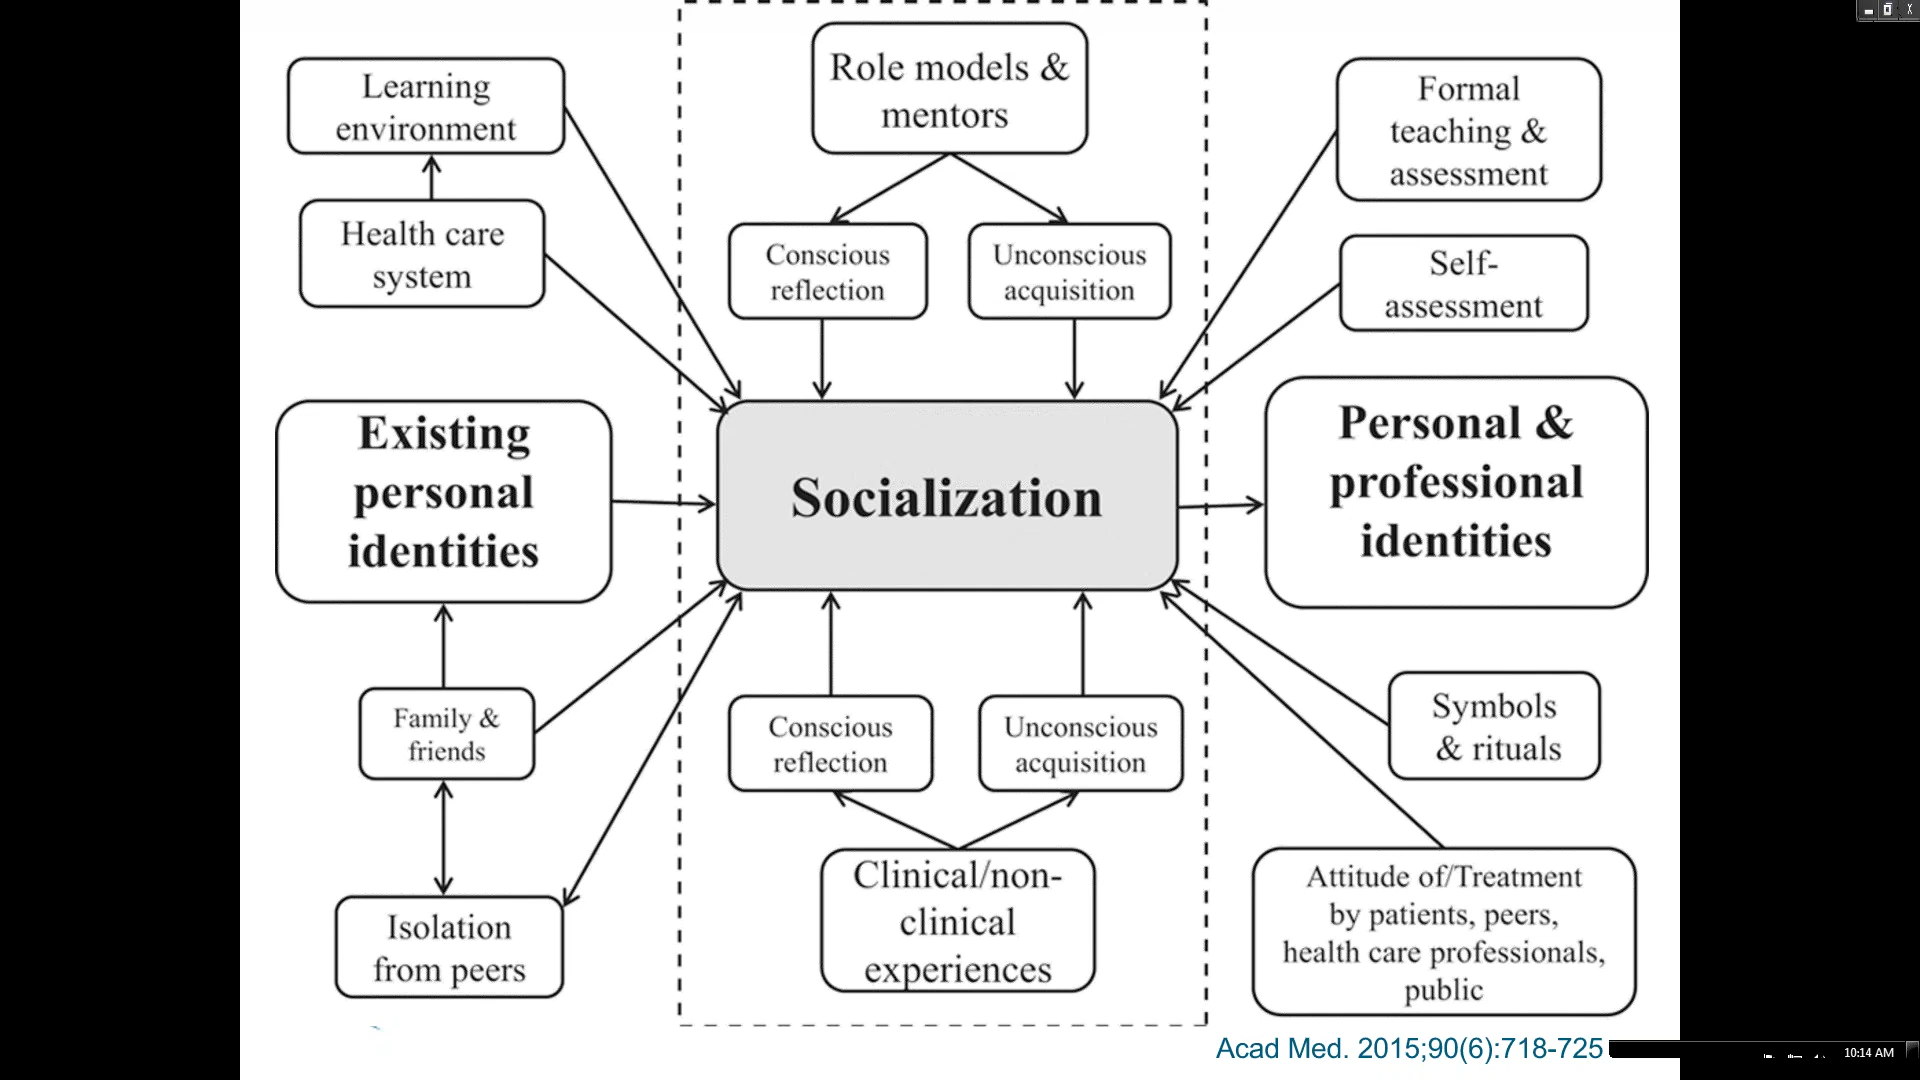 Learning
environment
Health care
system
Existing
personal
identities
Family &
friends
Isolation
from peers
Role models &
mentors
Conscious
reflection
Unconscious
acquisition
Socialization
Conscious
reflection
Unconscious
acquisition
Clinical/non-
clinical
experiences
Formal
teaching &
assessment
Self-
assessment
Personal &
professional
identities
Symbols
& rituals
Attitude of/Treatment
by patients, peers,
health care professionals,
public
Acad Med. 2015;90(6):718-725
10:14 AM